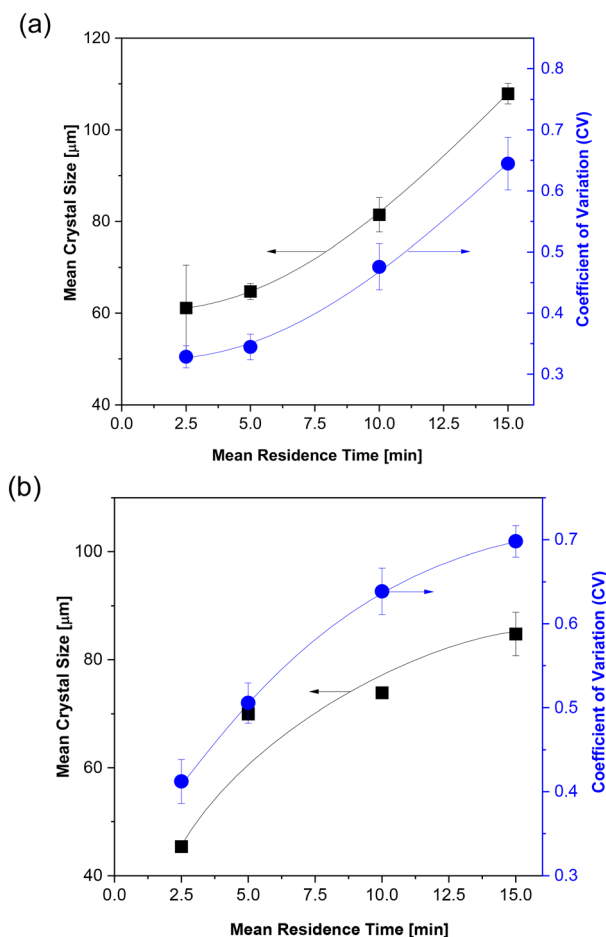 (a)
120
100
80
60
40
Mean Crystal Size [μm]
0.8
0.7
0.6
0.5
0.4
0.3
Coefficient of Variation (CV)
0.0 2.5 5.0 7.5 10.0 12.5 15.0
Mean Residence Time [min]
(b)
100
80
60
40
Mean Crystal Size [μm]
0.7
0.6
0.5
0.4
0.3
Coefficient of Variation (CV)
0.0 2.5 5.0 7.5 10.0 12.5 15.0
Mean Residence Time [min]